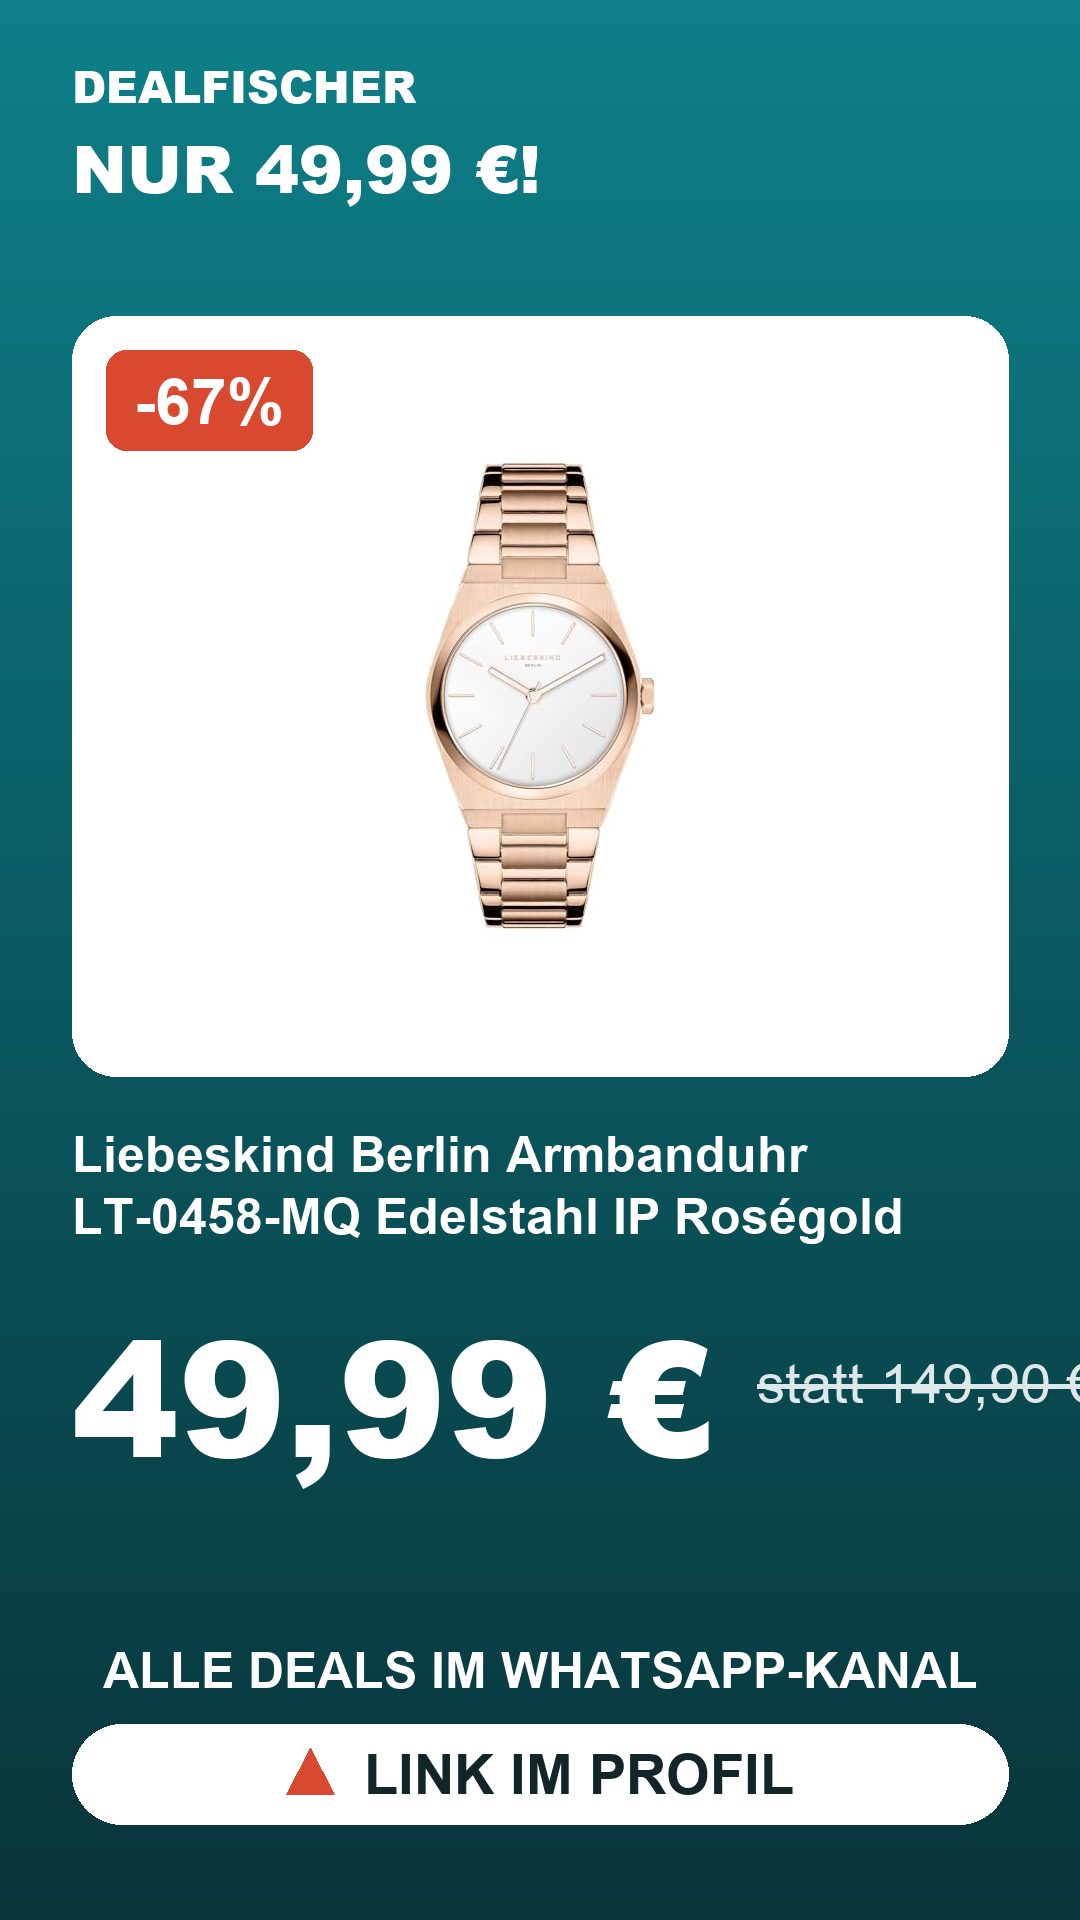 DEALFISCHER
NUR 49,99 €!
-67%
LIEBESKIND
BERLIN
Liebeskind Berlin Armbanduhr
LT-0458-MQ Edelstahl IP Roségold
49,99 €
statt 149,90 €
ALLE DEALS IM WHATSAPP-KANAL
LINK IM PROFIL